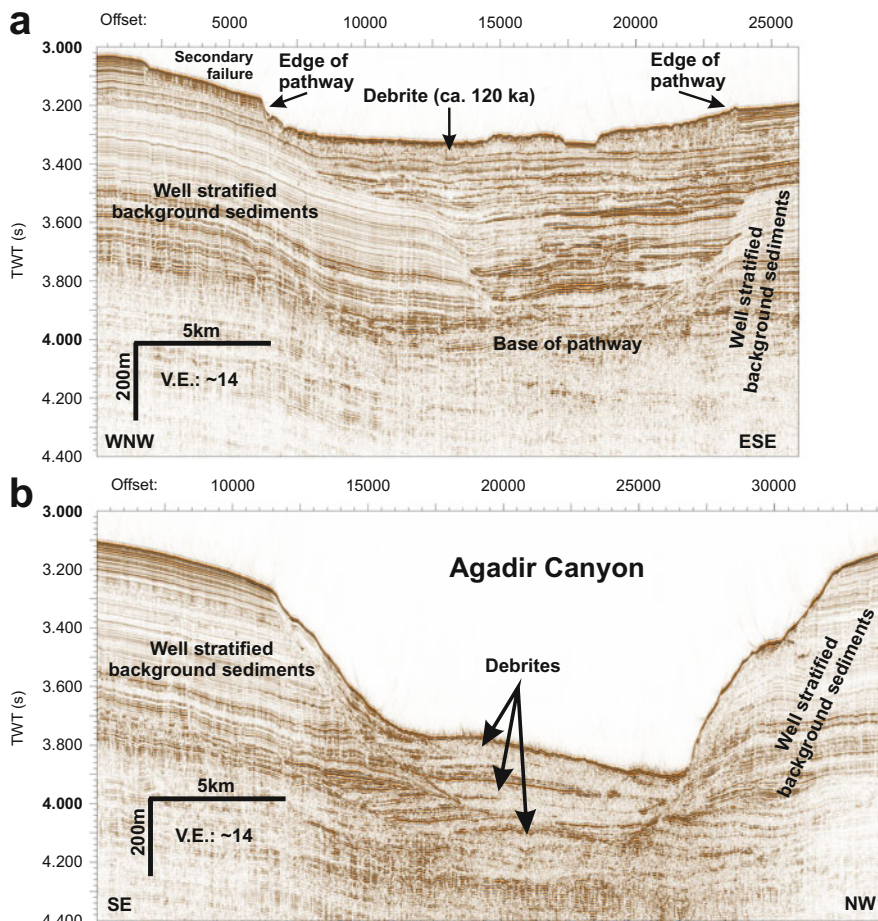 a
Offset: 5000 10000 15000 20000 25000
3.000
3.200
3.400
3.600
3.800
4.000
4.200
4.400
TWT (s)
Secondary
failure
Edge of
pathway
Debrite (ca. 120 ka)
Edge of
pathway
Well stratified
background sediments
Well stratified
background sediments
Base of pathway
5km
200m
V.E.: ~14
WNW
ESE
b
Offset: 10000 15000 20000 25000 30000
3.000
3.200
3.400
3.600
3.800
4.000
4.200
4.400
TWT (s)
Agadir Canyon
Well stratified
background sediments
Debrites
Well stratified
background sediments
5km
200m
V.E.: ~14
SE
NW